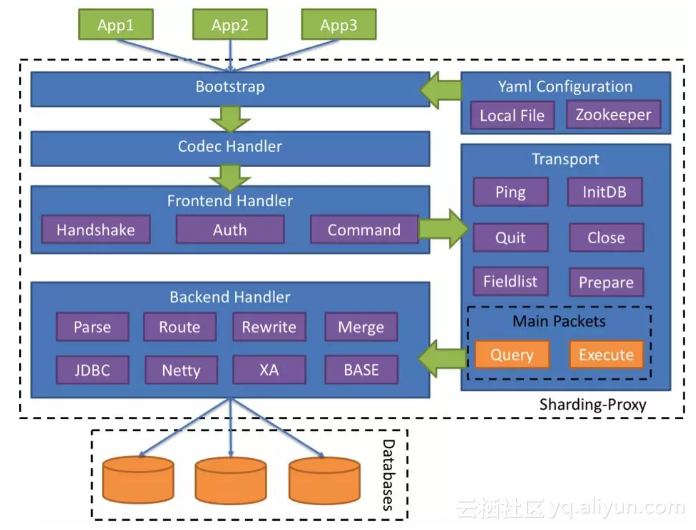 App1
App2
App3
Bootstrap
Yaml Configuration
Local File
Zookeeper
Codec Handler
Transport
Ping
InitDB
Quit
Close
Fieldlist
Prepare
Main Packets
Query
Execute
Frontend Handler
Handshake
Auth
Command
Backend Handler
Parse
Route
Rewrite
Merge
JDBC
Netty
XA
BASE
Sharding-Proxy
Databases
云栖社区 yq.aliyun.com